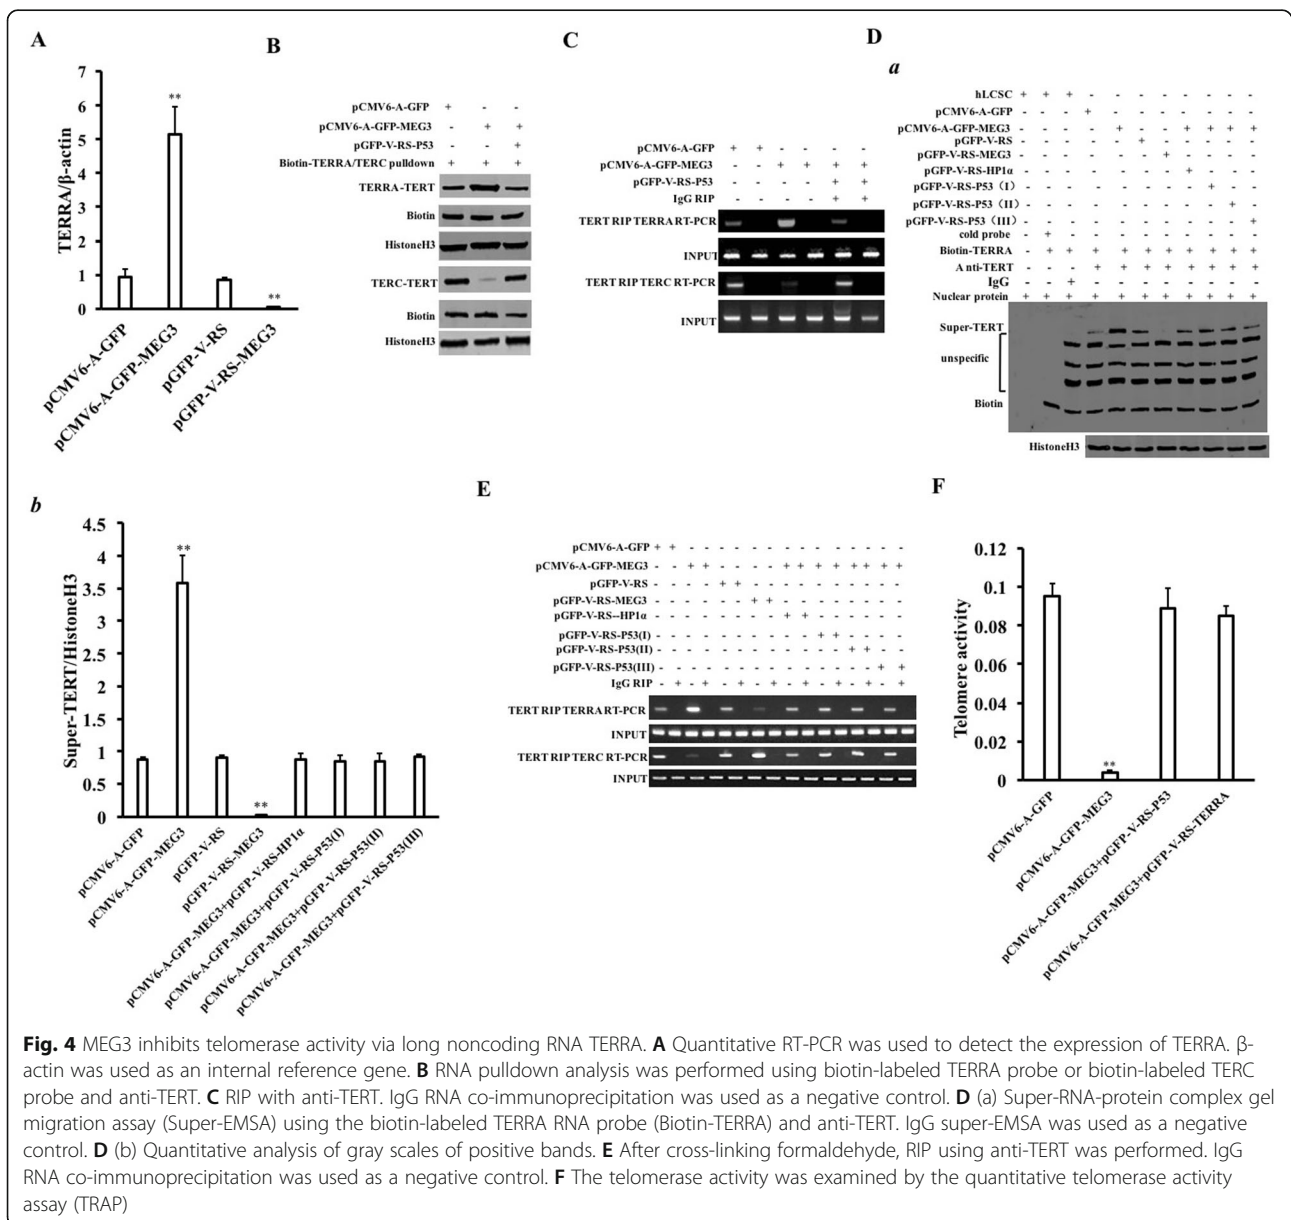 A
TERRA/β-actin
7
6
5
4
3
2
1
0
**
**
pCMV6-A-GFP
pCMV6-A-GFP-MEG3
pGFP-V-RS
pGFP-V-RS-MEG3
B
pCMV6-A-GFP + - -
pCMV6-A-GFP-MEG3 - + +
pGFP-V-RS-P53 - - +
Biotin-TERRA/TERC pulldown + + +
TERRA-TERT
Biotin
HistoneH3
TERC-TERT
Biotin
HistoneH3
C
pCMV6-A-GFP + + - - - -
pCMV6-A-GFP-MEG3 - - + + + +
pGFP-V-RS-P53 - - - - + +
IgG RIP - - - - + +
TERT RIP TERRA RT-PCR
INPUT
TERT RIP TERC RT-PCR
INPUT
D
a
hLCSC + + + - - - - - - - - -
pCMV6-A-GFP - - - + - - - - - - - -
pCMV6-A-GFP-MEG3 - - - - + - - + + + +
pGFP-V-RS - - - - - + - - - - -
pGFP-V-RS-MEG3 - - - - - - + - - - -
pGFP-V-RS-HP1α - - - - - - - + - - -
pGFP-V-RS-P53（I） - - - - - - - - + - -
pGFP-V-RS-P53（II） - - - - - - - - - + -
pGFP-V-RS-P53（III） - - - - - - - - - - +
cold probe - + - - - - - - - - -
Biotin-TERRA - + + + + + + + + + +
Anti-TERT - - - + + + + + + + +
IgG - - + - - - - - - - -
Nuclear protein + + + + + + + + + + +
Super-TERT
unspecific
Biotin
HistoneH3
b
Super-TERT/HistoneH3
4.5
4
3.5
3
2.5
2
1.5
1
0.5
0
**
**
pCMV6-A-GFP
pCMV6-A-GFP-MEG3
pGFP-V-RS
pGFP-V-RS-MEG3
pCMV6-A-GFP-MEG3+pGFP-V-RS-HP1α
pCMV6-A-GFP-MEG3+pGFP-V-RS-P53(I)
pCMV6-A-GFP-MEG3+pGFP-V-RS-P53(II)
pCMV6-A-GFP-MEG3+pGFP-V-RS-P53(III)
E
pCMV6-A-GFP + + - - - - - - - - - - - - - -
pCMV6-A-GFP-MEG3 - - + + - - - - + + + + + + + +
pGFP-V-RS - - - - + + - - - - - - - - - -
pGFP-V-RS-MEG3 - - - - - - + + - - - - - - - -
pGFP-V-RS--HP1α - - - - - - - - + + - - - - - -
pGFP-V-RS-P53(I) - - - - - - - - - - + + - - - -
pGFP-V-RS-P53(II) - - - - - - - - - - - - + + - -
pGFP-V-RS-P53(III) - - - - - - - - - - - - - - + +
IgG RIP - + - + - + - + - + - + - + - +
TERT RIP TERRA RT-PCR
INPUT
TERT RIP TERC RT-PCR
INPUT
F
Telomere activity
0.12
0.1
0.08
0.06
0.04
0.02
0
**
pCMV6-A-GFP
pCMV6-A-GFP-MEG3
pCMV6-A-GFP-MEG3+pGFP-V-RS-P53
pCMV6-A-GFP-MEG3+pGFP-V-RS-TERRA
Fig. 4 MEG3 inhibits telomerase activity via long noncoding RNA TERRA. A Quantitative RT-PCR was used to detect the expression of TERRA. β-
actin was used as an internal reference gene. B RNA pulldown analysis was performed using biotin-labeled TERRA probe or biotin-labeled TERC
probe and anti-TERT. C RIP with anti-TERT. IgG RNA co-immunoprecipitation was used as a negative control. D (a) Super-RNA-protein complex gel
migration assay (Super-EMSA) using the biotin-labeled TERRA RNA probe (Biotin-TERRA) and anti-TERT. IgG super-EMSA was used as a negative
control. D (b) Quantitative analysis of gray scales of positive bands. E After cross-linking formaldehyde, RIP using anti-TERT was performed. IgG
RNA co-immunoprecipitation was used as a negative control. F The telomerase activity was examined by the quantitative telomerase activity
assay (TRAP)